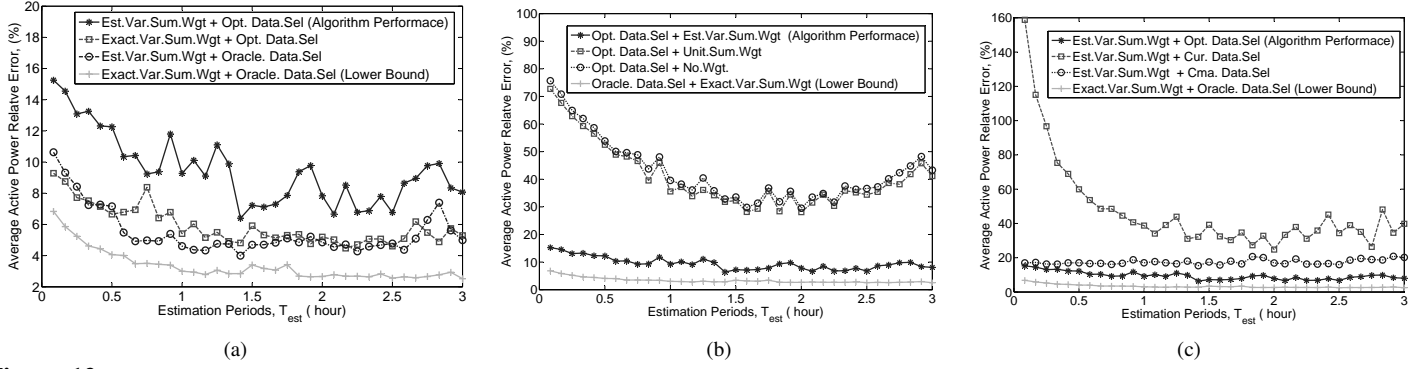 20
18
16
14
12
10
8
6
4
2
0
0.5
1
1.5
2
2.5
3
Average Active Power Relative Error, (%)
Estimation Periods, T_est ( hour)
Est.Var.Sum.Wgt + Opt. Data.Sel (Algorithm Performace)
Exact.Var.Sum.Wgt + Opt. Data.Sel
Est.Var.Sum.Wgt + Oracle. Data.Sel
Exact.Var.Sum.Wgt + Oracle. Data.Sel (Lower Bound)
(a)
100
90
80
70
60
50
40
30
20
10
0
0
0.5
1
1.5
2
2.5
3
Average Active Power Relative Error, (%)
Estimation Periods, T_est ( hour)
Opt. Data.Sel + Est.Var.Sum.Wgt (Algorithm Performace)
Opt. Data.Sel + Unit.Sum.Wgt
Opt. Data.Sel + No.Wgt.
Oracle. Data.Sel + Exact.Var.Sum.Wgt (Lower Bound)
(b)
160
140
120
100
80
60
40
20
0
0
0.5
1
1.5
2
2.5
3
Average Active Power Relative Error, (%)
Estimation Periods, T_est ( hour)
Est.Var.Sum.Wgt + Opt. Data.Sel (Algorithm Performace)
Est.Var.Sum.Wgt + Cur. Data.Sel
Est.Var.Sum.Wgt + Cma. Data.Sel
Exact.Var.Sum.Wgt + Oracle. Data.Sel (Lower Bound)
(c)